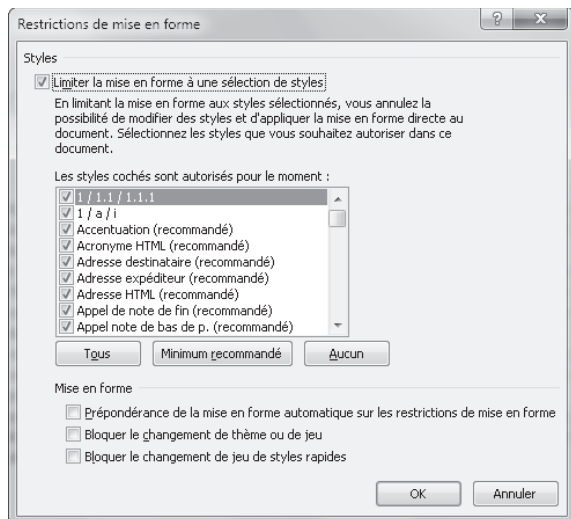 Restrictions de mise en forme
Styles
Limiter la mise en forme à une sélection de styles
En limitant la mise en forme aux styles sélectionnés, vous annulez la
possibilité de modifier des styles et d'appliquer la mise en forme directe au
document. Sélectionnez les styles que vous souhaitez autoriser dans ce
document.
Les styles cochés sont autorisés pour le moment :
1 / 1.1 / 1.1.1
1 / a / i
Accentuation (recommandé)
Acronyme HTML (recommandé)
Adresse destinataire (recommandé)
Adresse expéditeur (recommandé)
Adresse HTML (recommandé)
Appel de note de fin (recommandé)
Appel note de bas de p. (recommandé)
Tous Minimum recommandé Aucun
Mise en forme
Prépondérance de la mise en forme automatique sur les restrictions de mise en forme
Bloquer le changement de thème ou de jeu
Bloquer le changement de jeu de styles rapides
OK Annuler